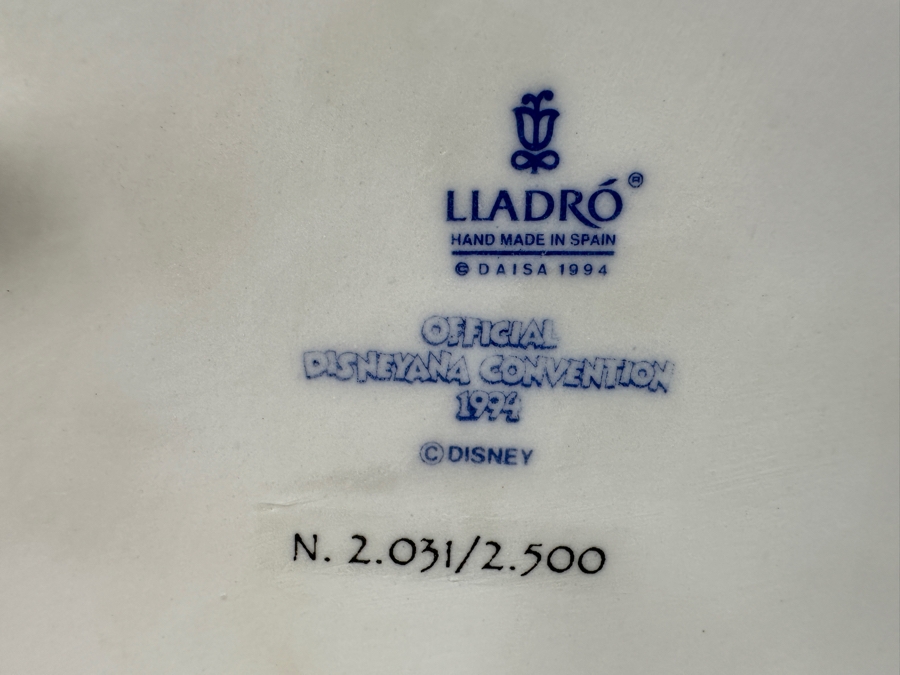 LLADRÓ®
HAND MADE IN SPAIN
© DAISA 1994
OFFICIAL
DISNEYANA CONVENTION
1994
© DISNEY
N. 2.031/2.500